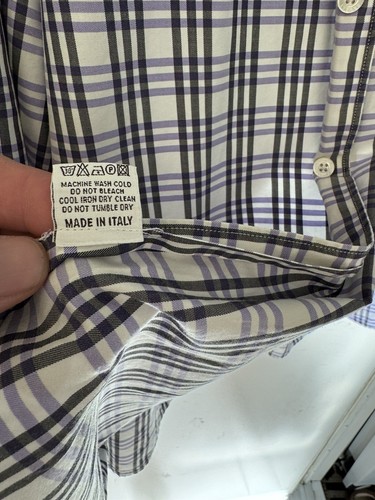 MACHINE WASH COLD
DO NOT BLEACH
COOL IRON DRY CLEAN
DO NOT TUMBLE DRY
MADE IN ITALY